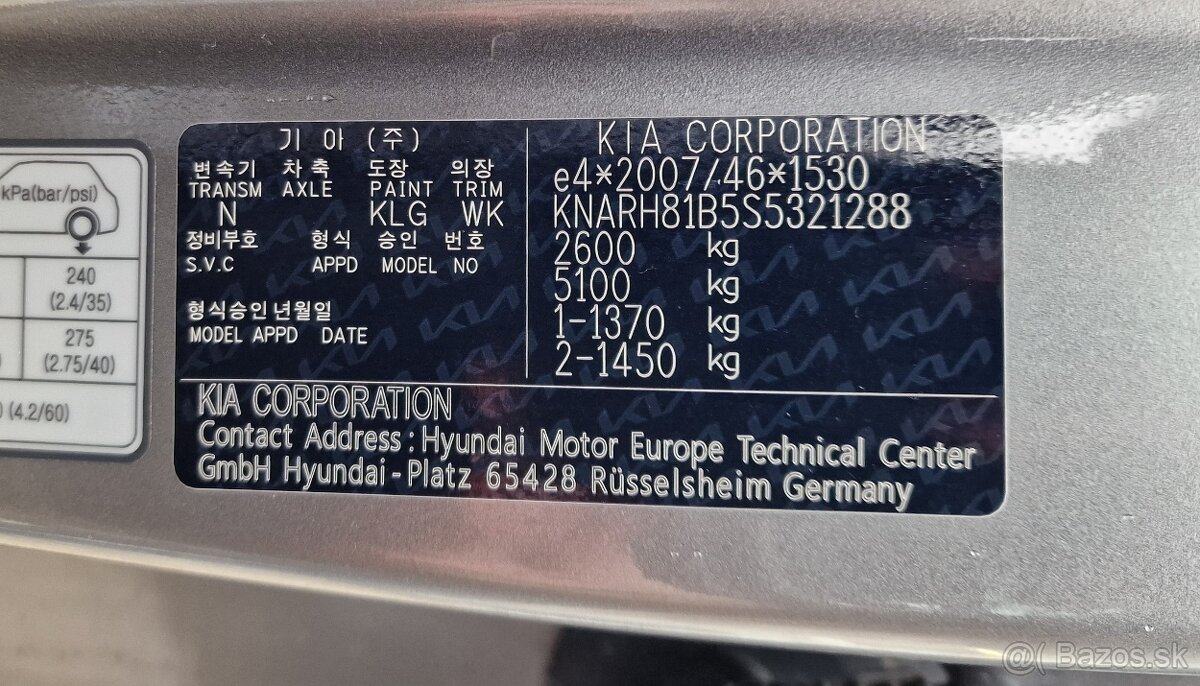 kPa(bar/psi)
240
(2.4/35)
275
(2.75/40)
(4.2/60)
기 아 (주)
변속기 차 축 도장 의장
TRANSM AXLE PAINT TRIM
N KLG WK
정비부호 형식 승인 번호
S.V.C APPD MODEL NO
형식승인년월일
MODEL APPD DATE
KIA CORPORATION
e4*2007/46*1530
KNARH81B5S5321288
2600 kg
5100 kg
1-1370 kg
2-1450 kg
KIA CORPORATION
Contact Address : Hyundai Motor Europe Technical Center
GmbH Hyundai-Platz 65428 Rüsselsheim Germany
@( Bazos.sk